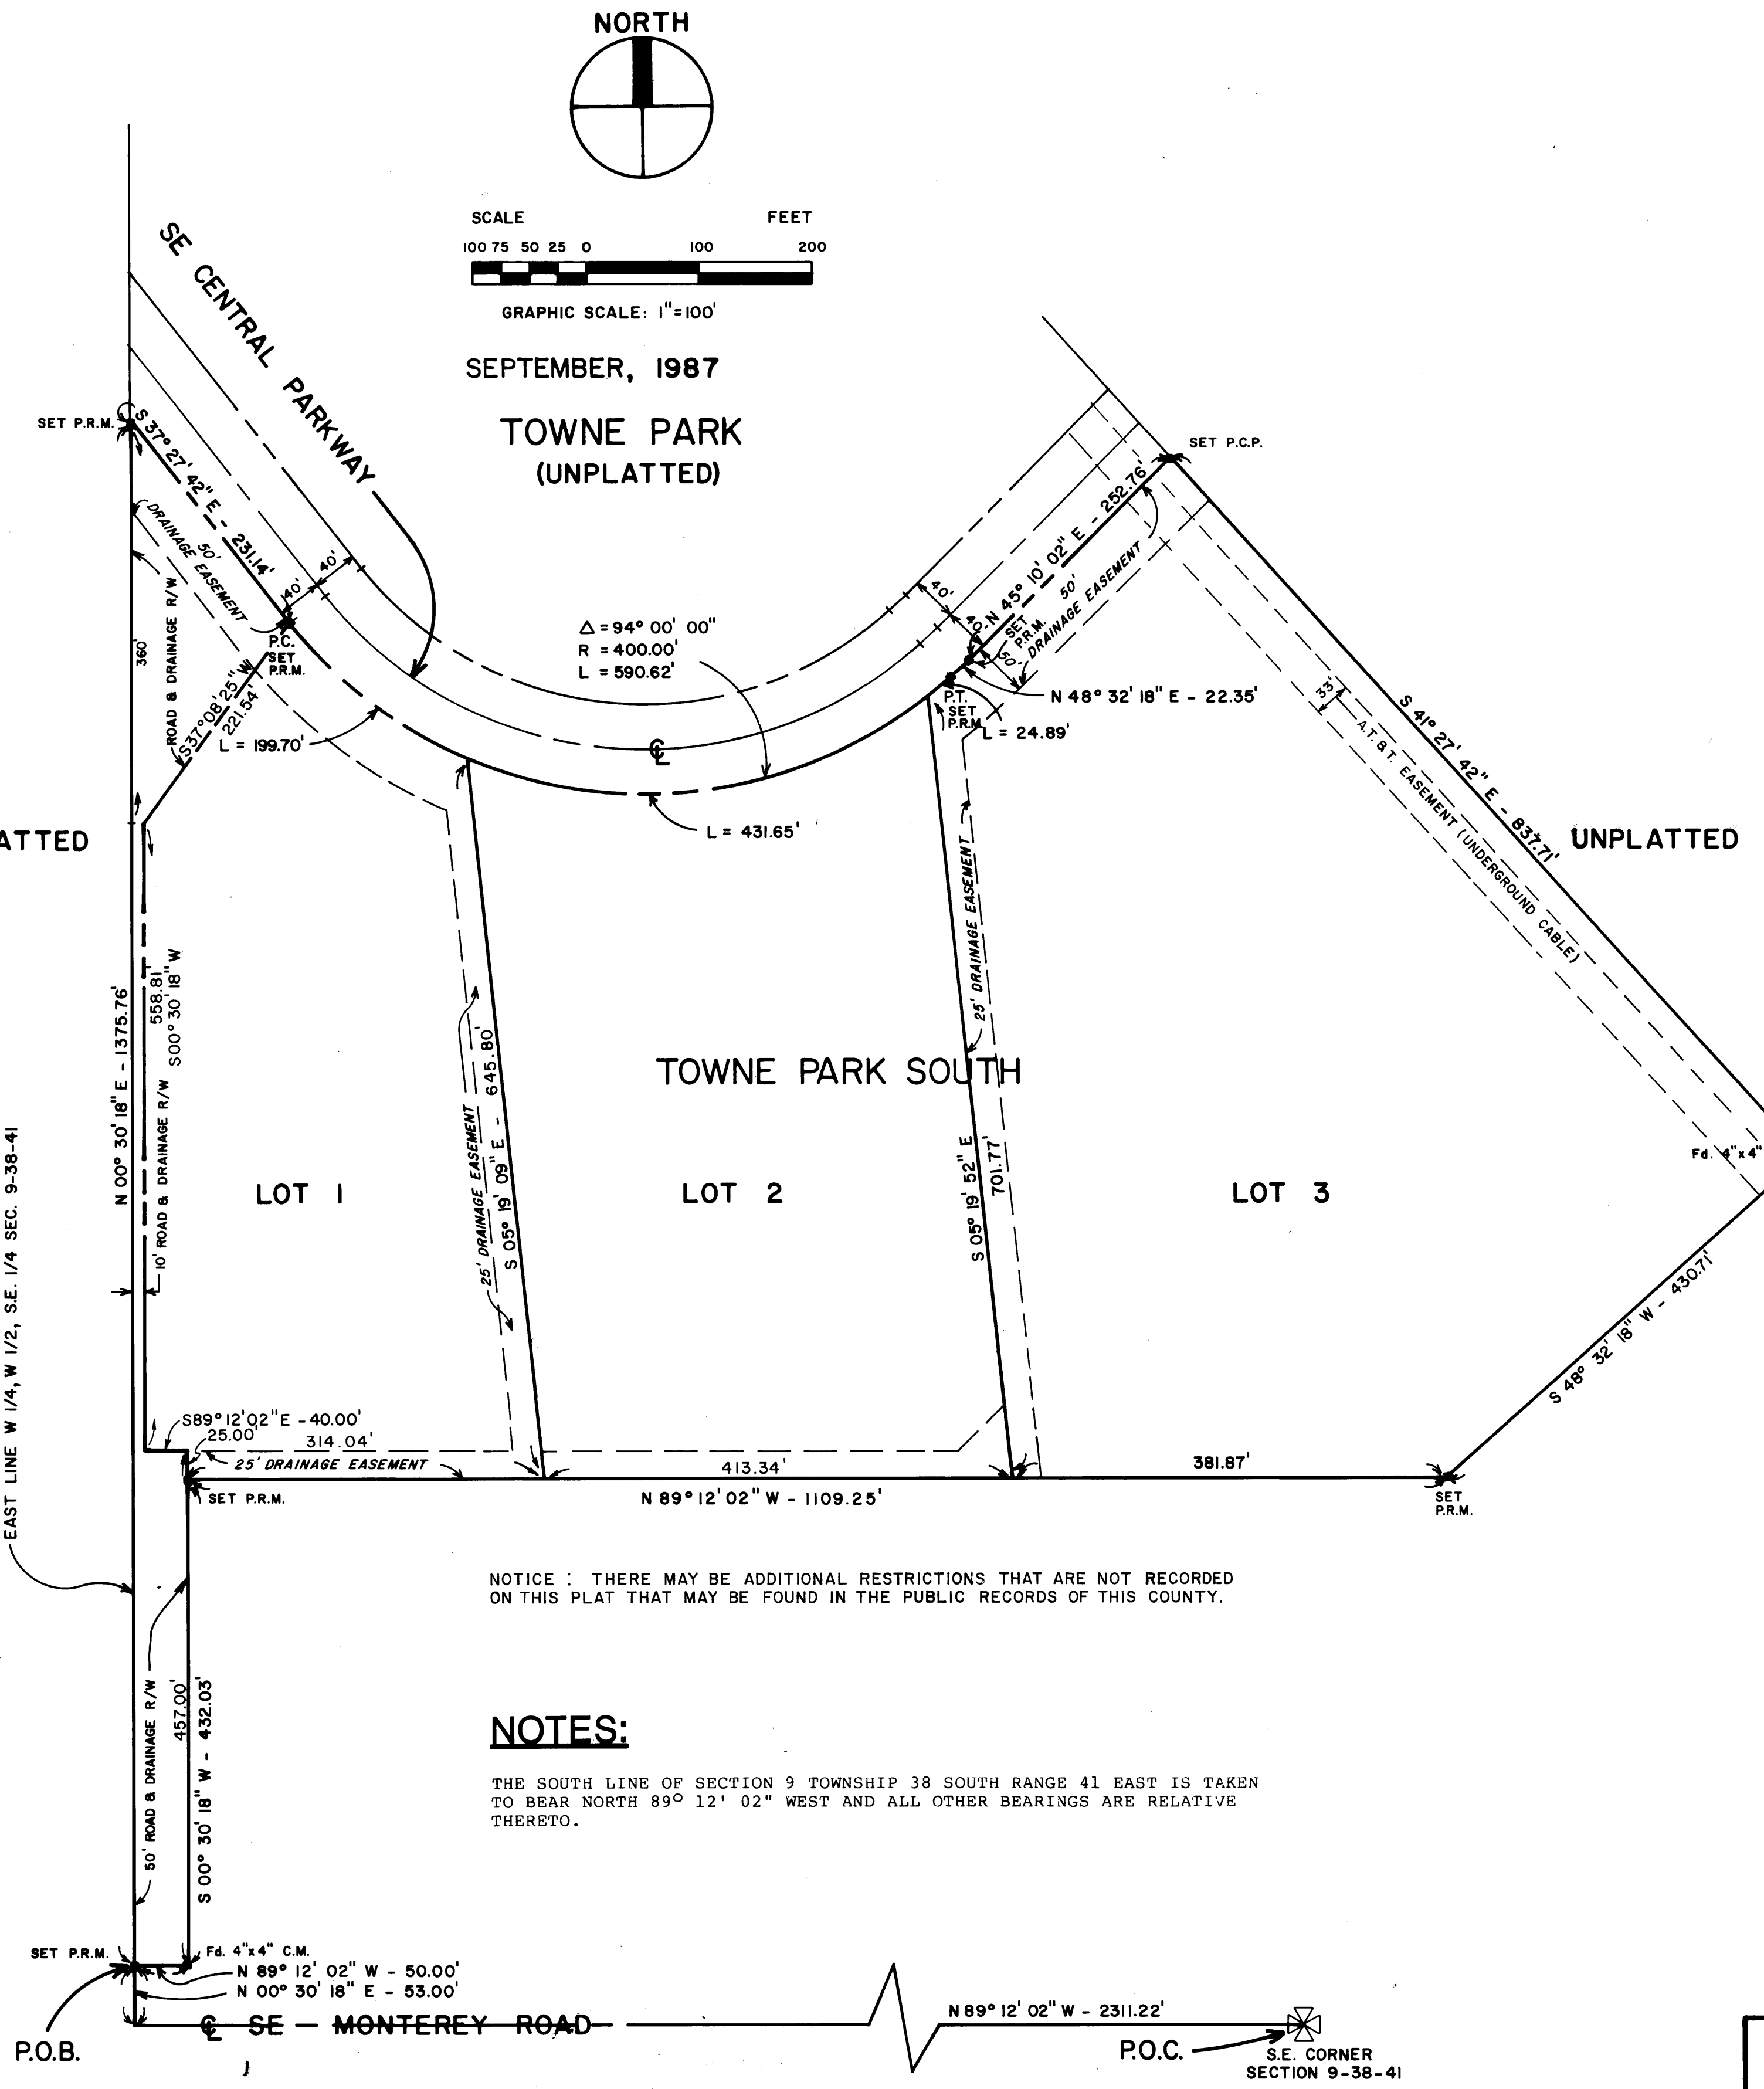 NORTH
SCALE FEET
100 75 50 25 0 100 200
GRAPHIC SCALE: 1"=100'
SEPTEMBER, 1987
TOWNE PARK
(UNPLATTED)
SE CENTRAL PARKWAY
SET P.R.M.
S 37° 27' 42" E - 231.14'
50'
DRAINAGE EASEMENT
40'
40'
P.C.
SET
P.R.M.
360'
ROAD & DRAINAGE R/W
S37°08'25"W
221.54'
L = 199.70'
Δ = 94° 00' 00"
R = 400.00'
L = 590.62'
℄
L = 431.65'
SET P.C.P.
N 45° 10' 02" E - 252.76'
40'
40'
SET
P.R.M.
50'
DRAINAGE EASEMENT
50'
N 48° 32' 18" E - 22.35'
P.T.
SET
P.R.M.
L = 24.89'
33'
A.T. & T. EASEMENT (UNDERGROUND CABLE)
S 41° 27' 42" E - 837.71'
ATTED
UNPLATTED
N 00° 30' 18" E - 1375.76'
558.81'
S00° 30' 18" W
10' ROAD & DRAINAGE R/W
25' DRAINAGE EASEMENT
S 05° 19' 09" E - 645.80'
25' DRAINAGE EASEMENT
S 05° 19' 52" E
701.77'
TOWNE PARK SOUTH
LOT 1
LOT 2
LOT 3
Fd. 4"x4"
S 48° 32' 18" W - 430.71'
EAST LINE W 1/4, W 1/2, S.E. 1/4 SEC. 9-38-41
S89° 12'02"E - 40.00'
25.00'
314.04'
25' DRAINAGE EASEMENT
413.34'
381.87'
SET P.R.M.
N 89° 12' 02" W - 1109.25'
SET
P.R.M.
NOTICE : THERE MAY BE ADDITIONAL RESTRICTIONS THAT ARE NOT RECORDED
ON THIS PLAT THAT MAY BE FOUND IN THE PUBLIC RECORDS OF THIS COUNTY.
50' ROAD & DRAINAGE R/W
457.00'
S 00° 30' 18" W - 432.03'
NOTES:
THE SOUTH LINE OF SECTION 9 TOWNSHIP 38 SOUTH RANGE 41 EAST IS TAKEN
TO BEAR NORTH 89° 12' 02" WEST AND ALL OTHER BEARINGS ARE RELATIVE
THERETO.
SET P.R.M.
Fd. 4"x4" C.M.
N 89° 12' 02" W - 50.00'
N 00° 30' 18" E - 53.00'
℄ SE MONTEREY ROAD
N 89° 12' 02" W - 2311.22'
P.O.B.
P.O.C.
S.E. CORNER
SECTION 9-38-41